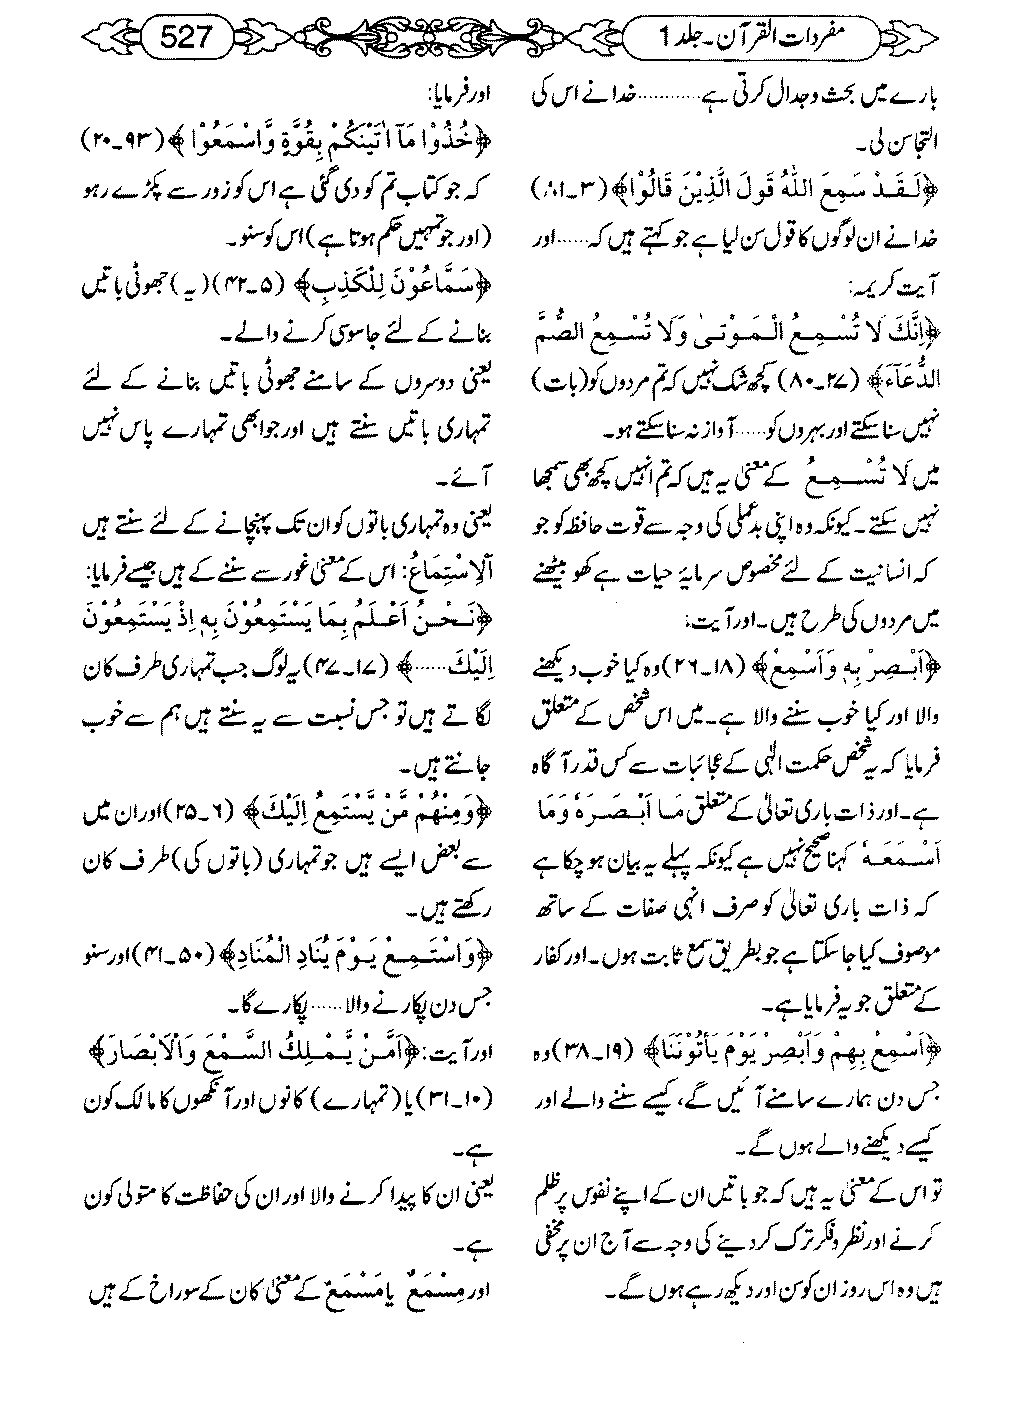 مفردات القرآن۔ جلد 1
527
بارے میں بحث وجدال کرتی ہے............خدا نے اس کی
التجا سن لی۔
﴿لَقَدْ سَمِعَ اللّٰهُ قَوْلَ الَّذِيْنَ قَالُوْا﴾ (۳۔۱۸۱)
خدا نے ان لوگوں کا قول سن لیا ہے جو کہتے ہیں کہ......اور
آیت کریمہ:
﴿اِنَّكَ لَا تُسْمِعُ الْمَوْتٰى وَلَا تُسْمِعُ الصُّمَّ
الدُّعَآءَ﴾ (۲۷۔۸۰) کچھ شک نہیں کہ تم مردوں کو (بات)
نہیں سنا سکتے اور بہروں کو......آواز نہ سنا سکتے ہو۔
میں لَا تُسْمِعُ کے معنی یہ ہیں کہ تم انہیں کچھ بھی سمجھا
نہیں سکتے۔ کیونکہ وہ اپنی بدعملی کی وجہ سے قوت حافظہ کو جو
کہ انسانیت کے لئے مخصوص سرمایۂ حیات ہے کھو بیٹھنے
میں مردوں کی طرح ہیں۔ اور آیت:
﴿اَبْصِرْ بِهٖ وَاَسْمِعْ﴾ (۱۸۔۲۶) وہ کیا خوب دیکھنے
والا اور کیا خوب سننے والا ہے۔ میں اس شخص کے متعلق
فرمایا کہ یہ شخص حکمت الٰہی کے عجائبات سے کس قدر آگاہ
ہے۔ اور ذات باری تعالیٰ کے متعلق مَا اَبْصَرَهٗ وَمَا
اَسْمَعَهٗ کہنا صحیح نہیں ہے کیونکہ پہلے یہ بیان ہو چکا ہے
کہ ذات باری تعالیٰ کو صرف انہی صفات کے ساتھ
موصوف کیا جا سکتا ہے جو بطریق سمع ثابت ہوں۔ اور کفار
کے متعلق جو یہ فرمایا ہے۔
﴿اَسْمِعْ بِهِمْ وَاَبْصِرْ يَوْمَ يَأْتُوْنَنَا﴾ (۱۹۔۳۸) وہ
جس دن ہمارے سامنے آئیں گے، کیسے سننے والے اور
کیسے دیکھنے والے ہوں گے۔
تو اس کے معنی یہ ہیں کہ جو باتیں ان کے اپنے نفوس پر ظلم
کرنے اور نظر وفکر ترک کر دینے کی وجہ سے آج ان پر مخفی
ہیں وہ اس روز ان کو سن اور دیکھ رہے ہوں گے۔
اور فرمایا:
﴿خُذُوْا مَآ اٰتَيْنٰكُمْ بِقُوَّةٍ وَّاسْمَعُوْا﴾ (۹۳۔۲۰)
کہ جو کتاب تم کو دی گئی ہے اس کو زور سے پکڑے رہو
(اور جو تمہیں حکم ہوتا ہے) اس کو سنو۔
﴿سَمّٰعُوْنَ لِلْكَذِبِ﴾ (۵۔۴۲) (یہ) جھوٹی باتیں
بنانے کے لئے جاسوسی کرنے والے۔
یعنی دوسروں کے سامنے جھوٹی باتیں بنانے کے لئے
تمہاری باتیں سنتے ہیں اور جو ابھی تمہارے پاس نہیں
آئے۔
یعنی وہ تمہاری باتوں کو ان تک پہنچانے کے لئے سنتے ہیں
اَلْاِسْتِمَاعُ: اس کے معنی غور سے سننے کے ہیں جیسے فرمایا:
﴿نَحْنُ اَعْلَمُ بِمَا يَسْتَمِعُوْنَ بِهٖ اِذْ يَسْتَمِعُوْنَ
اِلَيْكَ......﴾ (۱۷۔۴۷) یہ لوگ جب تمہاری طرف کان
لگاتے ہیں تو جس نسبت سے یہ سنتے ہیں ہم سے خوب
جانتے ہیں۔
﴿وَمِنْهُمْ مَّنْ يَّسْتَمِعُ اِلَيْكَ﴾ (۶۔۲۵) اور ان میں
سے بعض ایسے ہیں جو تمہاری (باتوں کی) طرف کان
رکھتے ہیں۔
﴿وَاسْتَمِعْ يَوْمَ يُنَادِ الْمُنَادِ﴾ (۵۰۔۴۱) اور سنو
جس دن پکارنے والا......پکارے گا۔
اور آیت: ﴿اَمَّنْ يَّمْلِكُ السَّمْعَ وَالْاَبْصَارَ﴾
(۱۰۔۳۱) یا (تمہارے) کانوں اور آنکھوں کا مالک کون
ہے۔
یعنی ان کا پیدا کرنے والا اور ان کی حفاظت کا متولی کون
ہے۔
اور مِسْمَعٌ یا مَسْمَعٌ کے معنی کان کے سوراخ کے ہیں